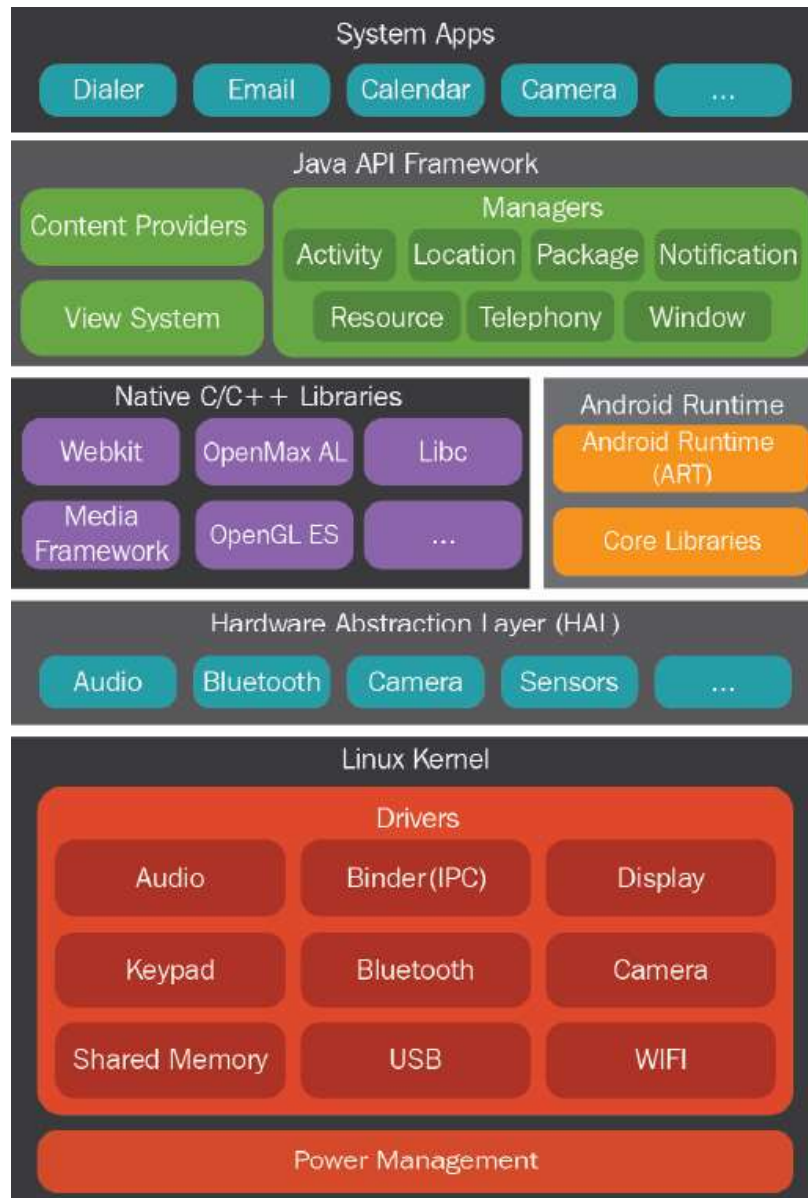 System Apps
Dialer Email Calendar Camera ...
Java API Framework
Content Providers
View System
Managers
Activity Location Package Notification
Resource Telephony Window
Native C/C++ Libraries
Webkit OpenMax AL Libc
Media
Framework OpenGL ES ...
Android Runtime
Android Runtime
(ART)
Core Libraries
Hardware Abstraction Layer (HAL)
Audio Bluetooth Camera Sensors ...
Linux Kernel
Drivers
Audio Binder(IPC) Display
Keypad Bluetooth Camera
Shared Memory USB WIFI
Power Management